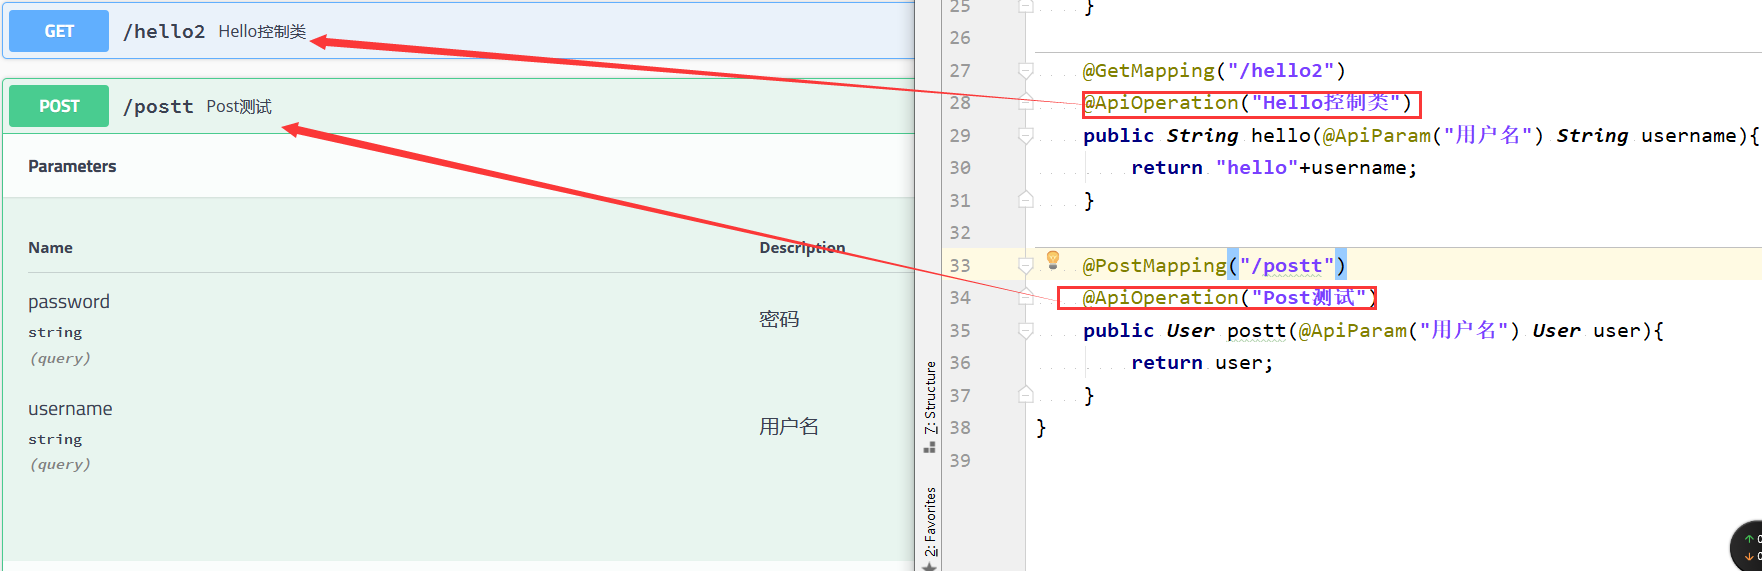 GET /hello2 Hello控制类
POST /postt Post测试
Parameters
Name Description
password
string
(query)
密码
username
string
(query)
用户名
7: Structure
2: Favorites
25 }
26
27 @GetMapping("/hello2")
28 @ApiOperation("Hello控制类")
29 public String hello(@ApiParam("用户名") String username){
30 return "hello"+username;
31 }
32
33 @PostMapping("/postt")
34 @ApiOperation("Post测试")
35 public User postt(@ApiParam("用户名") User user){
36 return user;
37 }
38 }
39